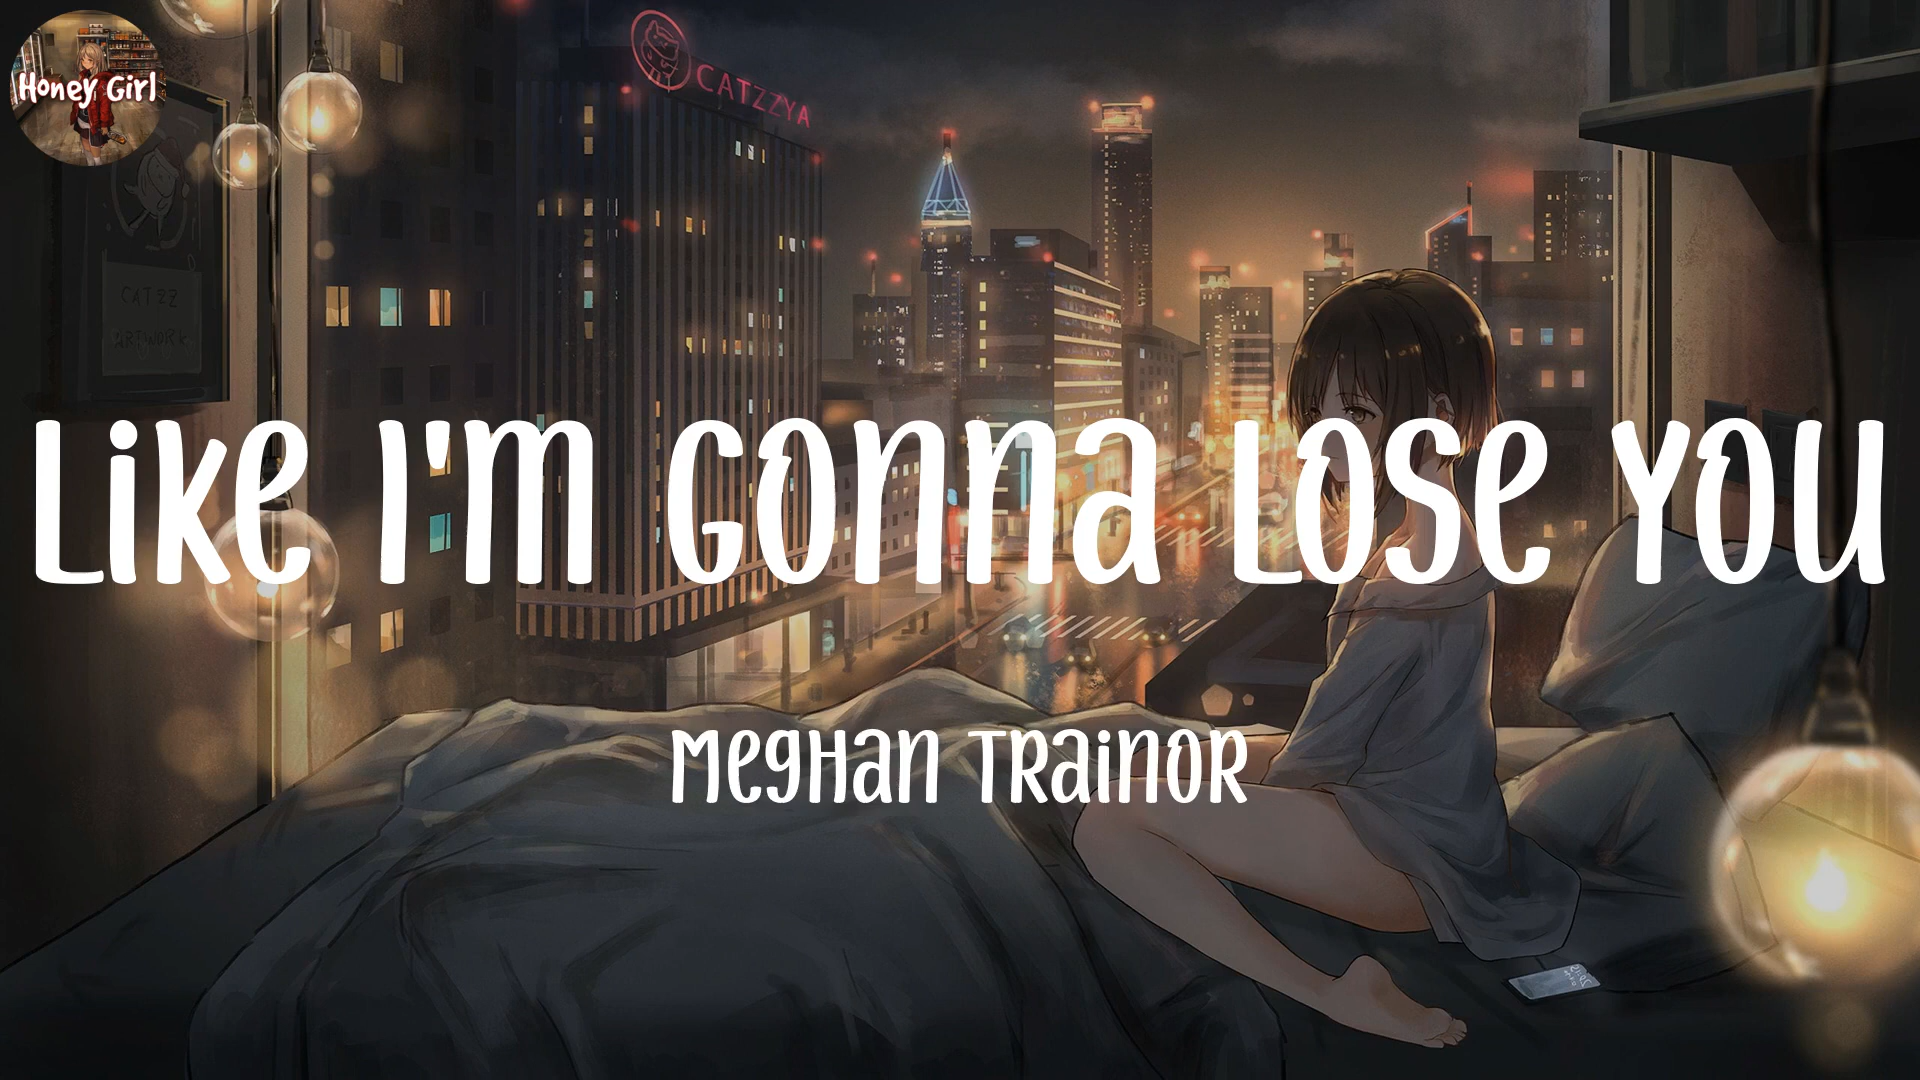 Honey Girl
CATZZYA
CATZZ
ARTWORK
Like I'm Gonna Lose You
Meghan Trainor